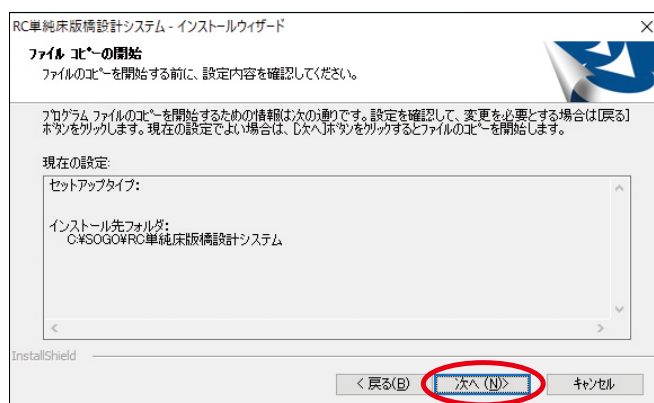 RC単純床版橋設計システム - インストールウィザード
ファイル コピーの開始
ファイルのコピーを開始する前に、設定内容を確認してください。
プログラム ファイルのコピーを開始するための情報は次の通りです。設定を確認して、変更を必要とする場合は[戻る]
ボタンをクリックします。現在の設定でよい場合は、[次へ]ボタンをクリックするとファイルのコピーを開始します。
現在の設定:
セットアップタイプ:
インストール先フォルダ:
C:¥SOGO¥RC単純床版橋設計システム
InstallShield
< 戻る(B)
次へ (N)>
キャンセル